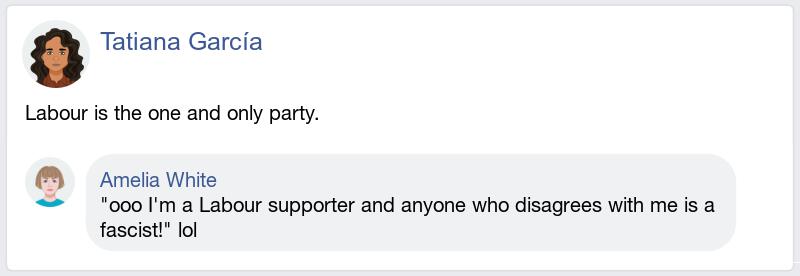 Tatiana García
Labour is the one and only party.
Amelia White
"ooo I'm a Labour supporter and anyone who disagrees with me is a
fascist!" lol